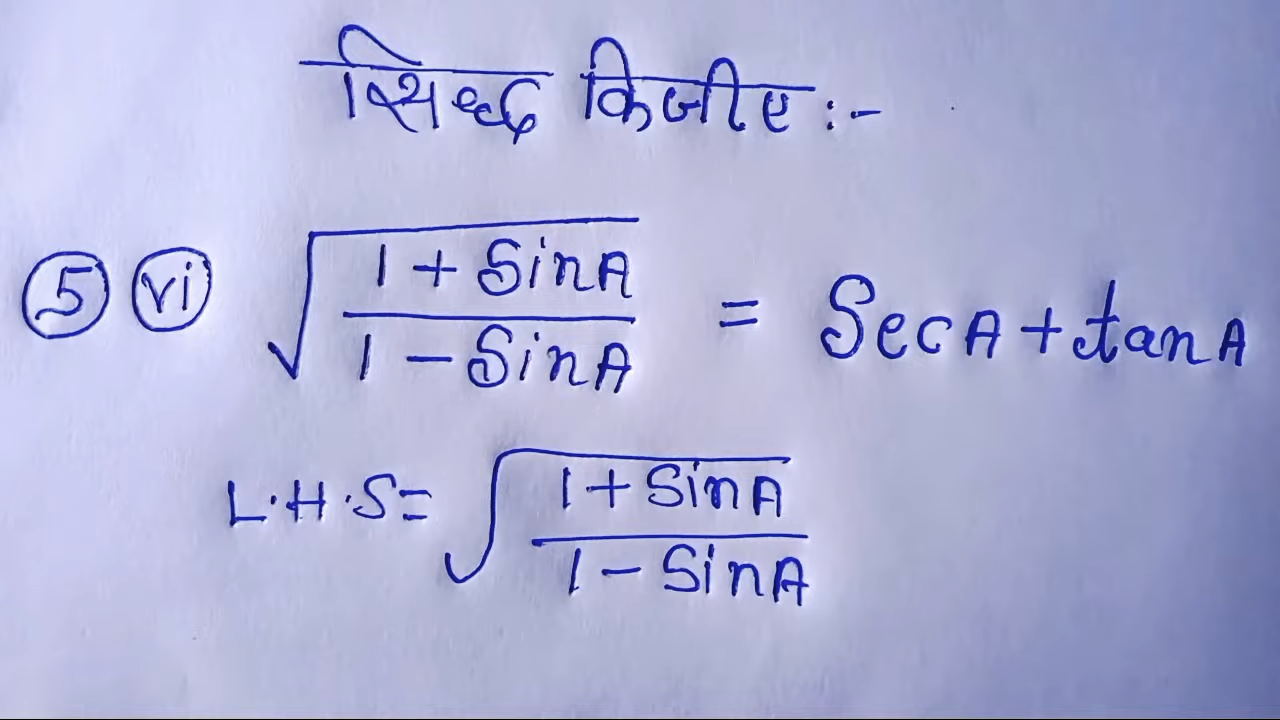 सिध्द किजीए :-
5 vi √(1 + SinA / 1 - SinA) = SecA + tanA
L.H.S = √(1 + SinA / 1 - SinA)